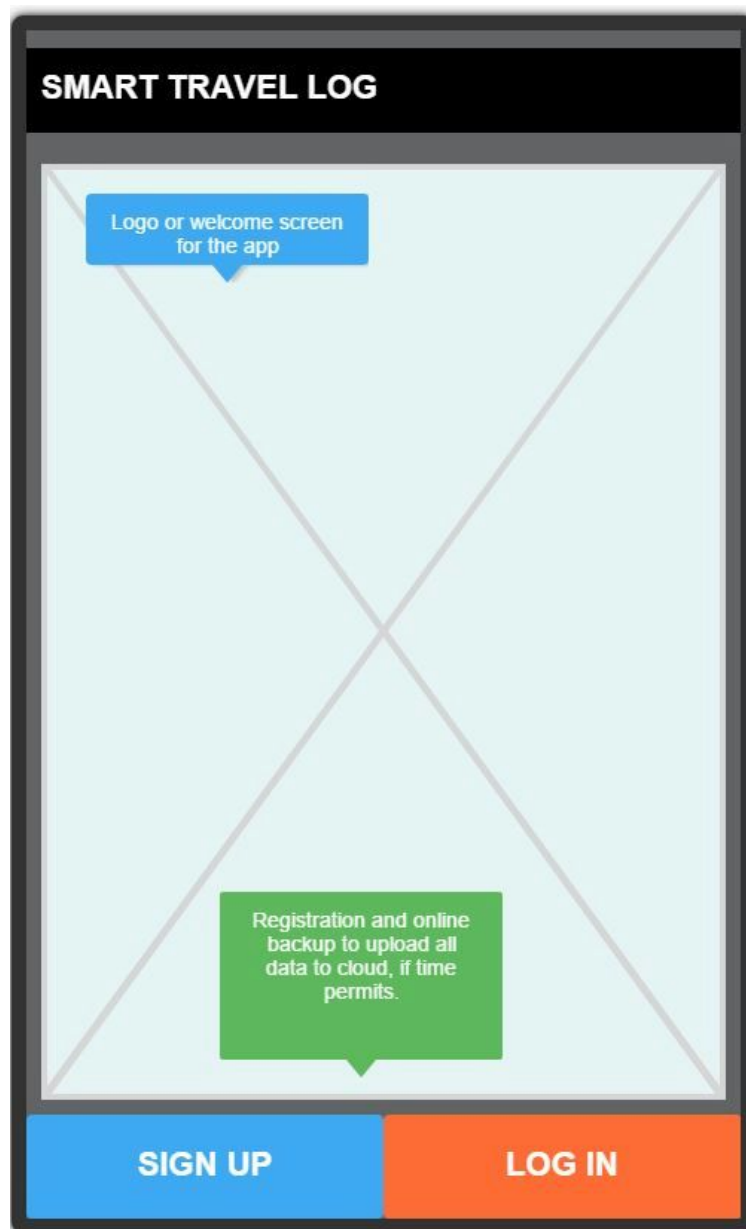 SMART TRAVEL LOG
Logo or welcome screen
for the app
Registration and online
backup to upload all
data to cloud, if time
permits.
SIGN UP
LOG IN